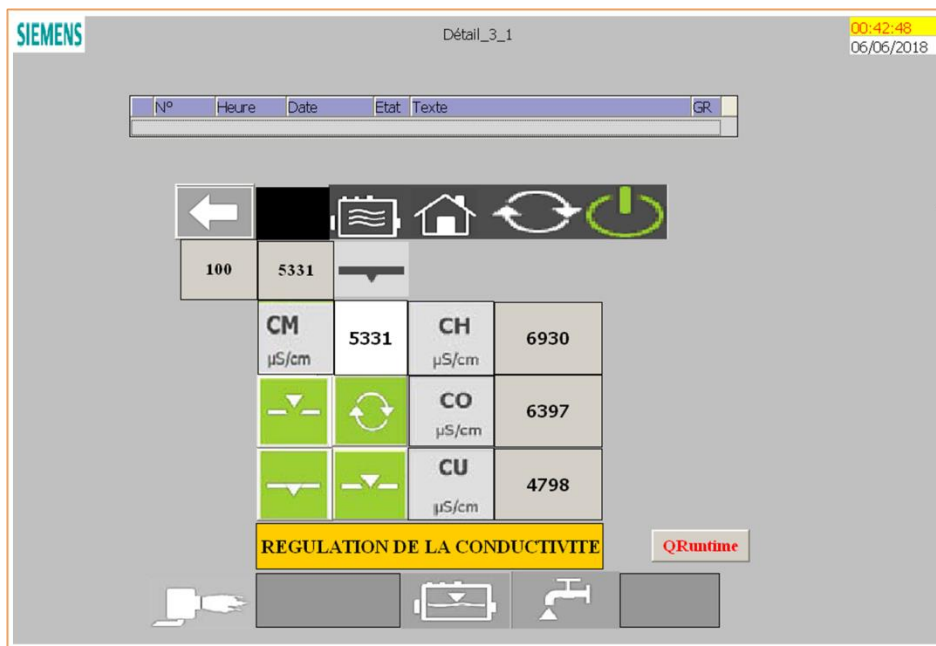 SIEMENS
Détail_3_1
00:42:48
06/06/2018
N° Heure Date Etat Texte GR
100 5331
CM µS/cm 5331 CH µS/cm 6930
CO µS/cm 6397
CU µS/cm 4798
REGULATION DE LA CONDUCTIVITE
QRuntime